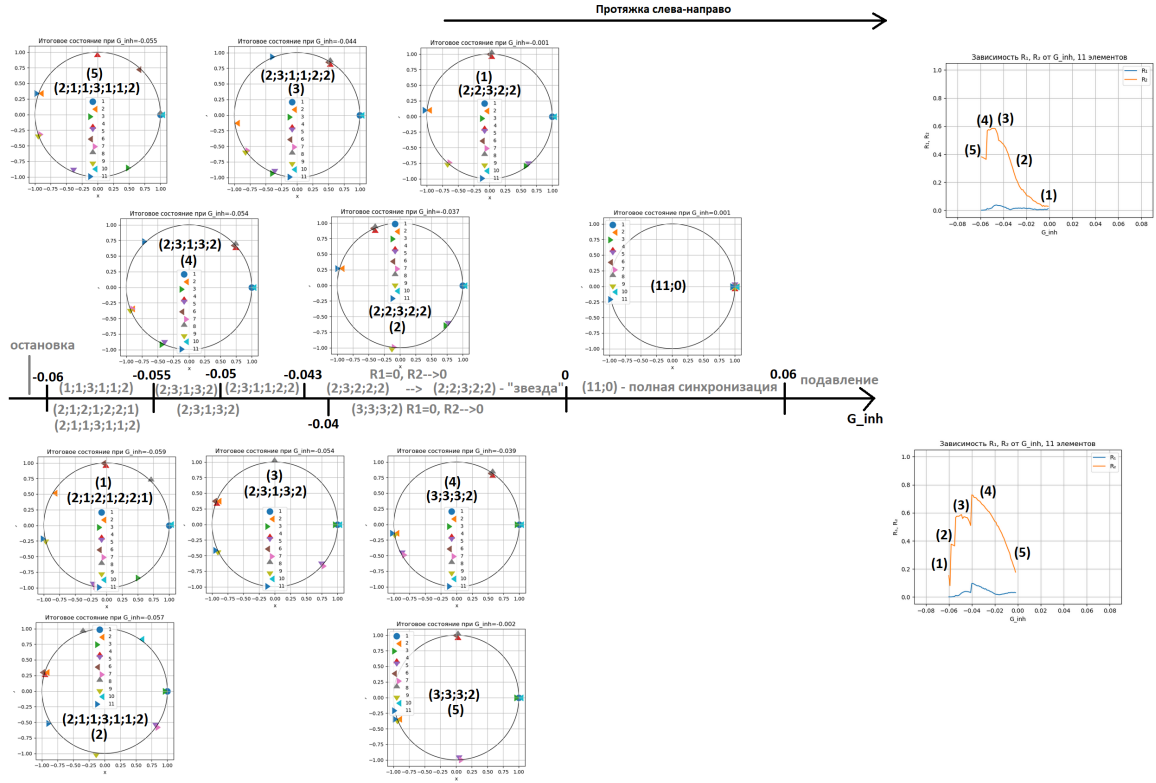 Протяжка слева-направо
Итоговое состояние при G_inh=-0.055
(5)
(2;1;1;3;1;1;2)
Итоговое состояние при G_inh=-0.044
(2;3;1;1;2;2)
(3)
Итоговое состояние при G_inh=-0.001
(1)
(2;2;3;2;2)
Зависимость R₁, R₂ от G_inh, 11 элементов
R₁
R₂
R₁, R₂
(4) (3)
(5)
(2)
(1)
G_inh
Итоговое состояние при G_inh=-0.054
(2;3;1;3;2)
(4)
Итоговое состояние при G_inh=-0.037
(2;2;3;2;2)
(2)
Итоговое состояние при G_inh=0.001
(11;0)
остановка
-0.06
-0.055
-0.05
-0.043
R1=0, R2-->0
0
0.06
подавление
(1;1;3;1;1;2)
(2;3;1;3;2)
(2;3;1;1;2;2)
(2;3;2;2;2) --> (2;2;3;2;2) - "звезда"
(11;0) - полная синхронизация
(2;1;2;1;2;2;1)
(2;1;1;3;1;1;2)
(2;3;1;3;2)
-0.04
(3;3;3;2) R1=0, R2-->0
G_inh
Итоговое состояние при G_inh=-0.059
(1)
(2;1;2;1;2;2;1)
Итоговое состояние при G_inh=-0.054
(3)
(2;3;1;3;2)
Итоговое состояние при G_inh=-0.039
(4)
(3;3;3;2)
Зависимость R₁, R₂ от G_inh, 11 элементов
R₁
R₂
R₁, R₂
(4)
(3)
(2)
(1)
(5)
G_inh
Итоговое состояние при G_inh=-0.057
(2;1;1;3;1;1;2)
(2)
Итоговое состояние при G_inh=-0.002
(3;3;3;2)
(5)